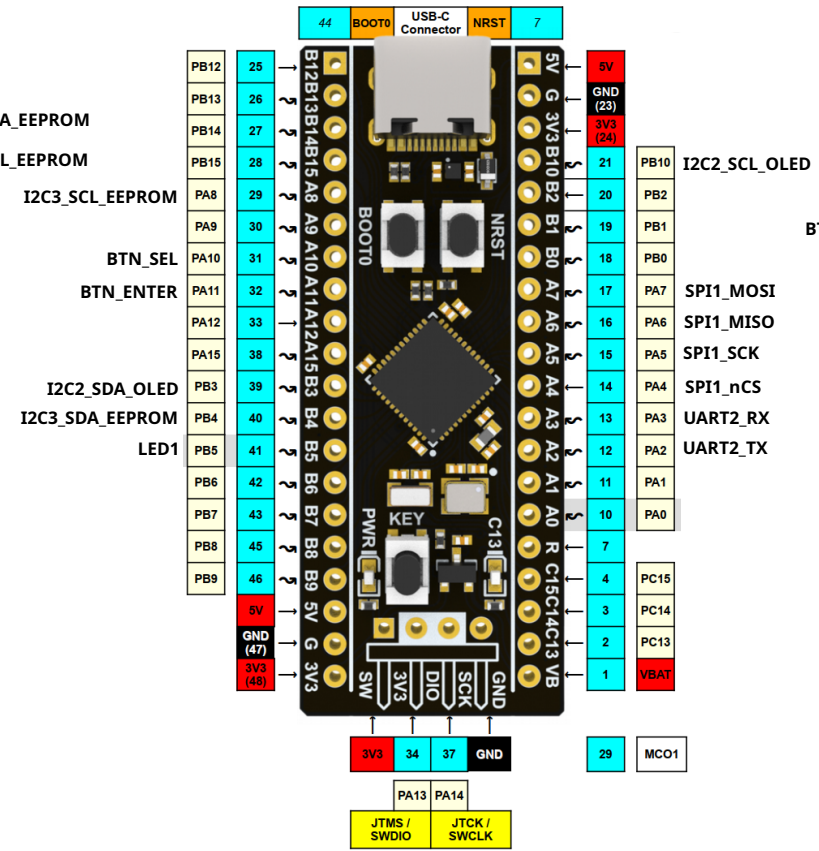 44 BOOT0 USB-C Connector NRST 7
PB12 25 B12 5V 5V
PB13 26 B13 G GND (23)
A_EEPROM PB14 27 B14 3V3 3V3 (24)
L_EEPROM PB15 28 B15 B10 21 PB10 I2C2_SCL_OLED
I2C3_SCL_EEPROM PA8 29 A8 B2 20 PB2
PA9 30 A9 BOOT0 NRST B1 19 PB1
BTN_SEL PA10 31 A10 B0 18 PB0
BTN_ENTER PA11 32 A11 A7 17 PA7 SPI1_MOSI
PA12 33 A12 A6 16 PA6 SPI1_MISO
PA15 38 A15 A5 15 PA5 SPI1_SCK
I2C2_SDA_OLED PB3 39 B3 A4 14 PA4 SPI1_nCS
I2C3_SDA_EEPROM PB4 40 B4 A3 13 PA3 UART2_RX
LED1 PB5 41 B5 A2 12 PA2 UART2_TX
PB6 42 B6 A1 11 PA1
PB7 43 B7 PWR KEY C13 A0 10 PA0
PB8 45 B8 R 7
PB9 46 B9 C15 4 PC15
5V 5V C14 3 PC14
GND (47) G C13 2 PC13
3V3 (48) 3V3 SW 3V3 DIO SCK GND VB 1 VBAT
3V3 34 37 GND 29 MCO1
PA13 PA14
JTMS / SWDIO JTCK / SWCLK